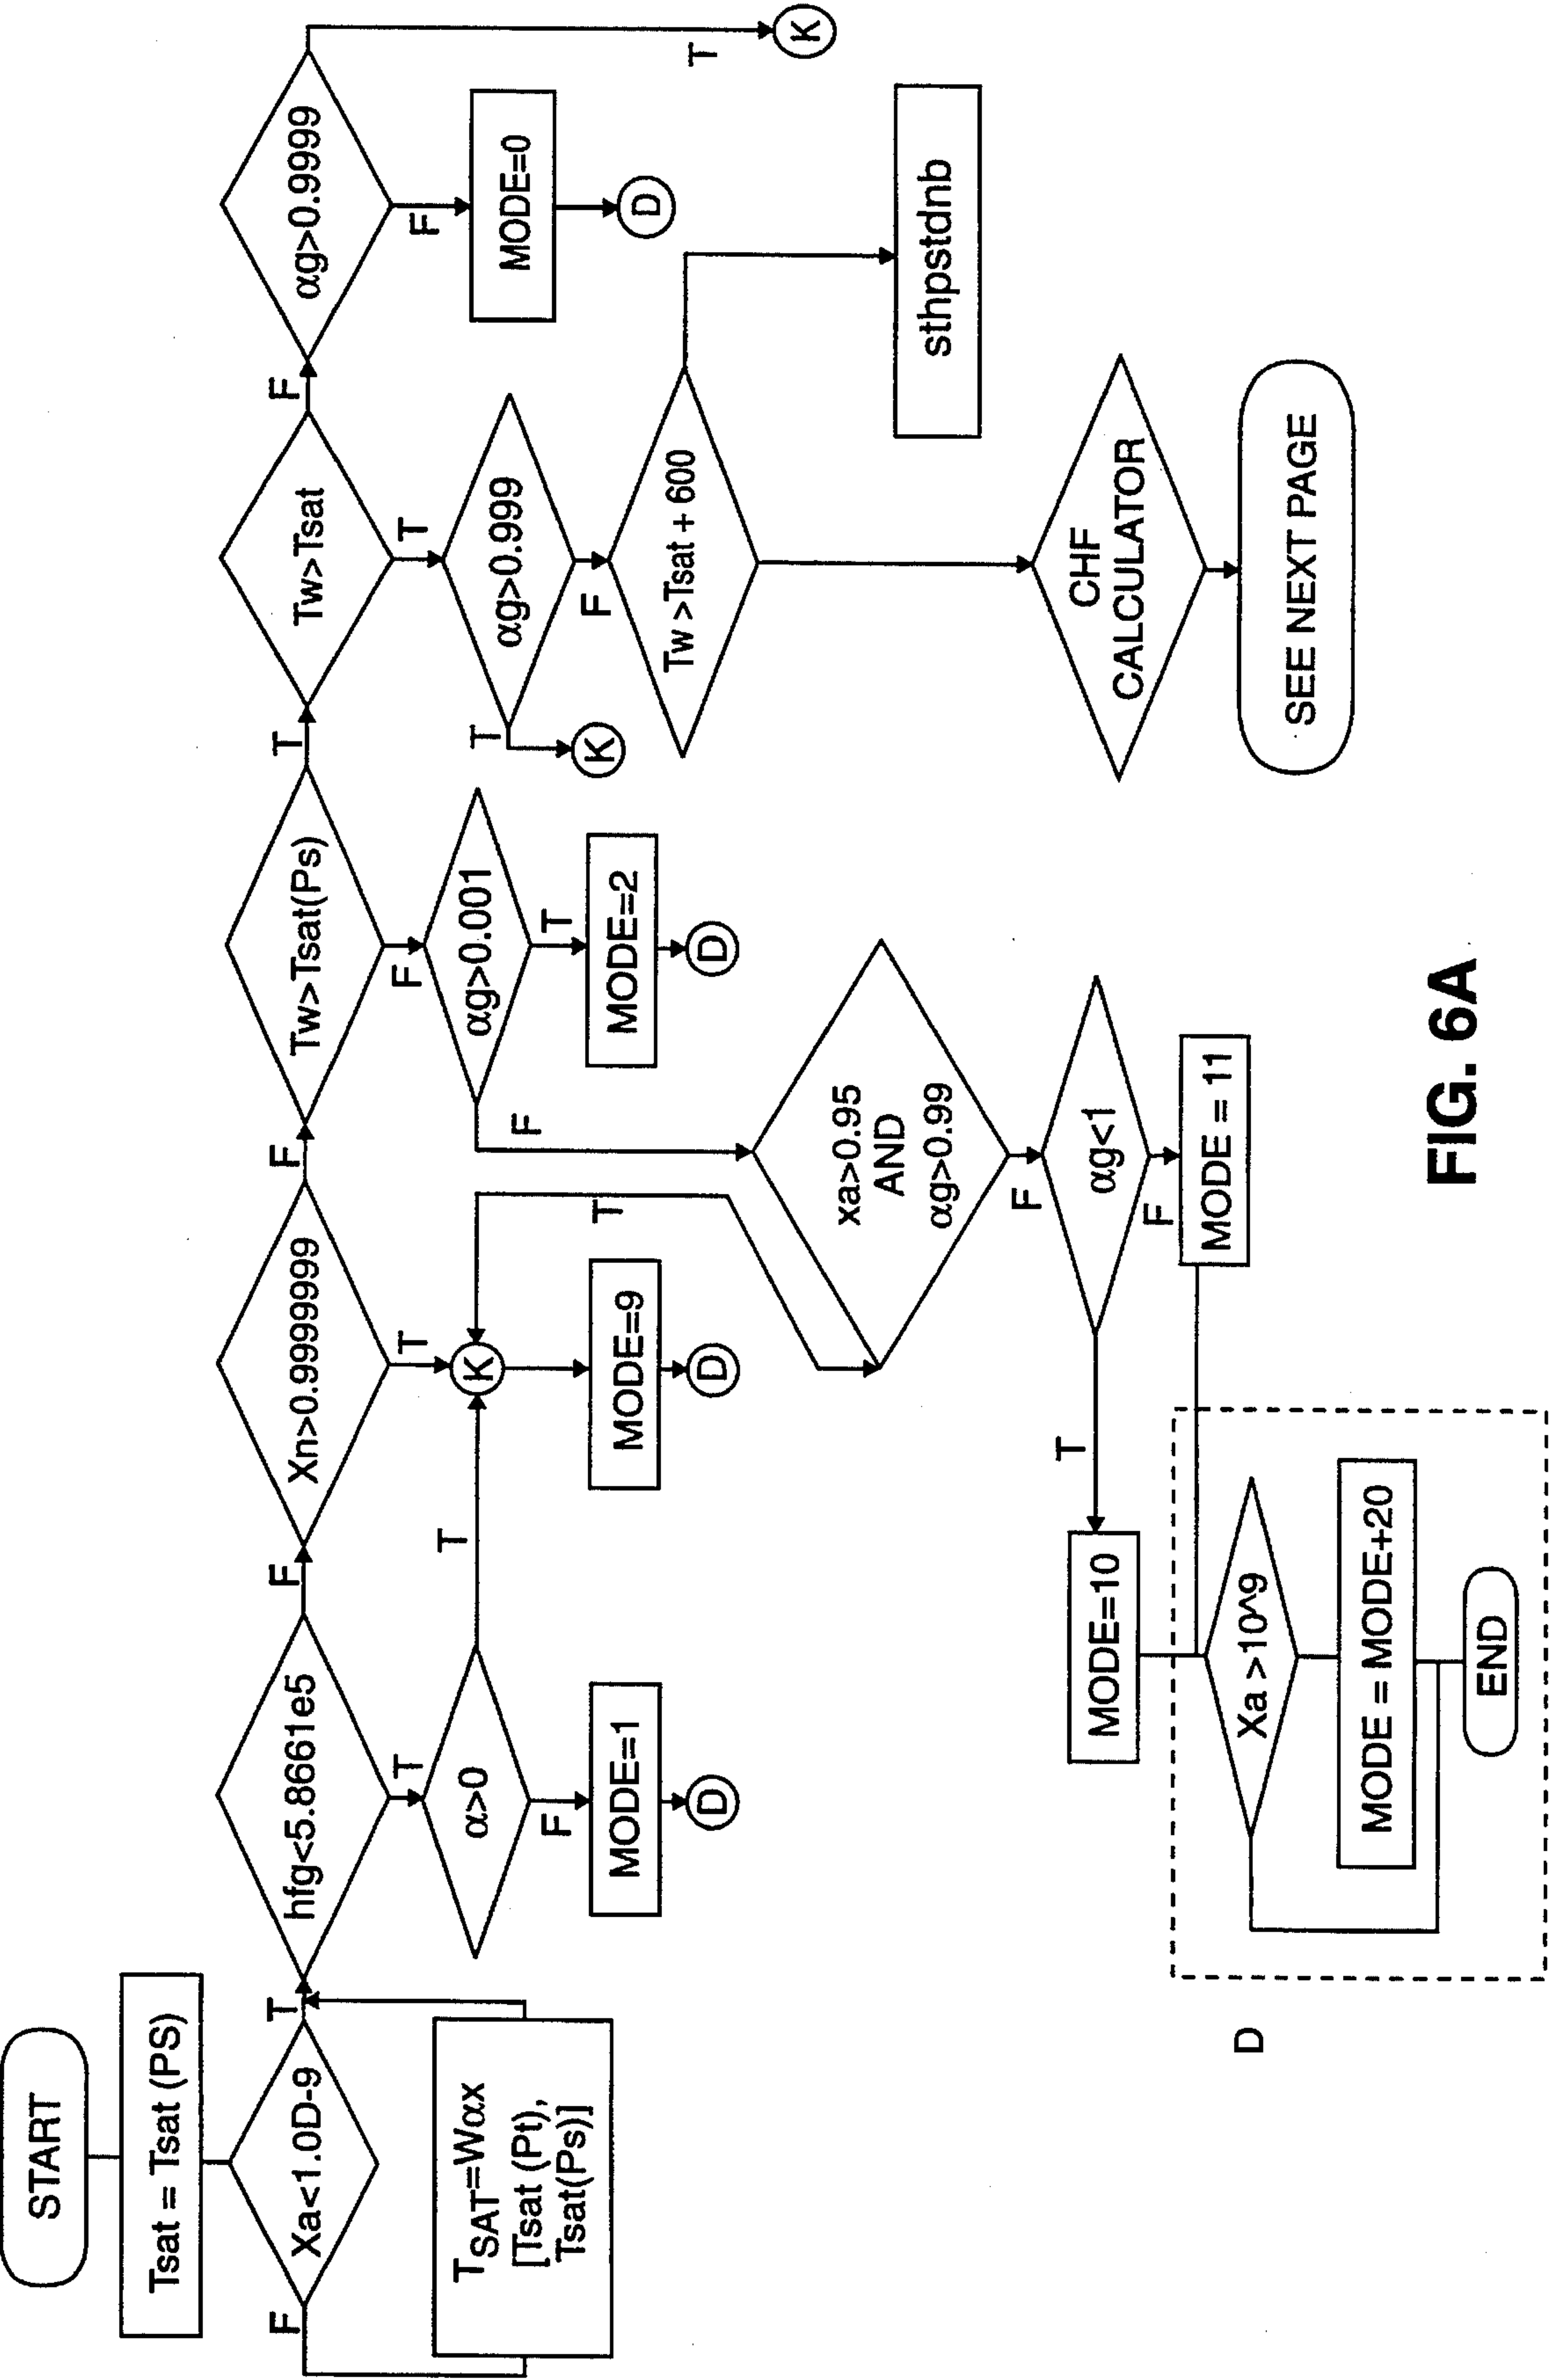 START
Tsat = Tsat (PS)
Xa<1.0D-9
F
T
TSAT=Wαx
[Tsat (Pt),
Tsat(Ps)]
hfg<5.8661e5
F
T
α>0
T
F
MODE=1
D
Xn>0.9999999
F
T
K
MODE=9
D
Tw>Tsat(Ps)
T
F
αg>0.001
T
MODE=2
D
F
xa>0.95
AND
αg>0.99
T
F
αg<1
F
MODE = 11
T
MODE=10
Xa >10^9
MODE = MODE+20
END
D
Tw>Tsat
F
T
αg>0.999
T
K
F
Tw >Tsat + 600
sthpstdnb
CHF
CALCULATOR
SEE NEXT PAGE
αg>0.9999
F
MODE=0
D
T
K
FIG. 6A